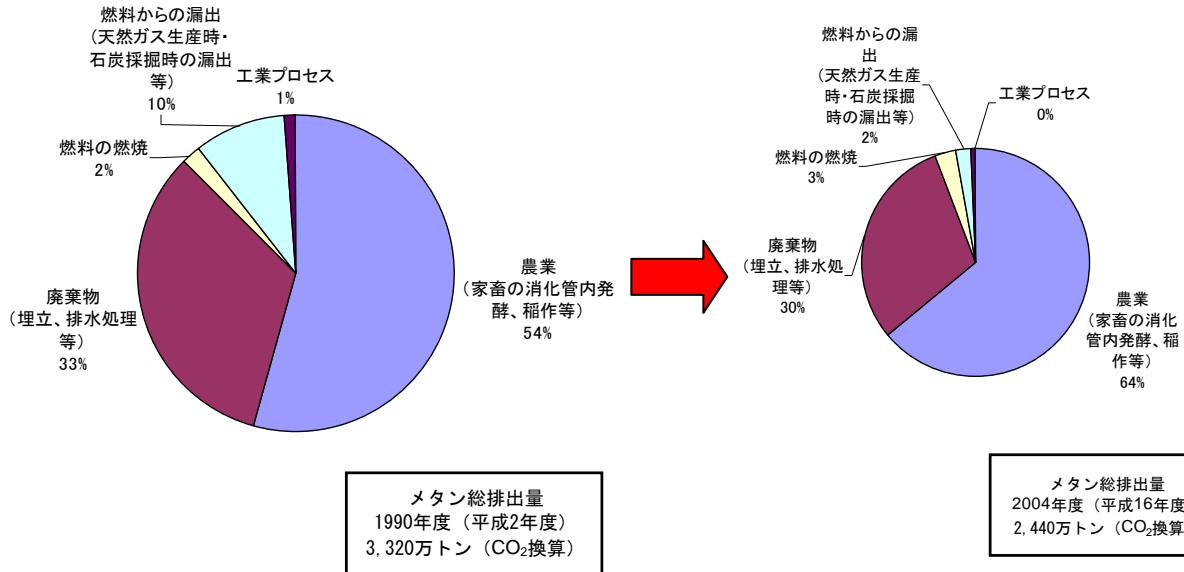 燃料からの漏出
（天然ガス生産時・
石炭採掘時の漏出
等）
10%
工業プロセス
1%
燃料の燃焼
2%
廃棄物
（埋立、排水処理
等）
33%
農業
（家畜の消化管内発
酵、稲作等）
54%
メタン総排出量
1990年度（平成2年度）
3,320万トン（CO₂換算）
燃料からの漏
出
（天然ガス生産
時・石炭採掘
時の漏出等）
2%
工業プロセス
0%
燃料の燃焼
3%
廃棄物
（埋立、排水処
理等）
30%
農業
（家畜の消化
管内発酵、稲
作等）
64%
メタン総排出量
2004年度（平成16年度
2,440万トン（CO₂換算